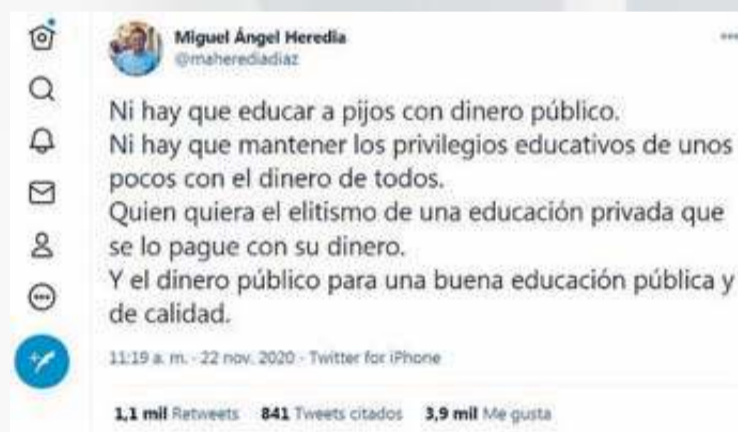 Miguel Ángel Heredia
@maherediadiaz
Ni hay que educar a pijos con dinero público.
Ni hay que mantener los privilegios educativos de unos
pocos con el dinero de todos.
Quien quiera el elitismo de una educación privada que
se lo pague con su dinero.
Y el dinero público para una buena educación pública y
de calidad.
11:19 a. m. · 22 nov. 2020 · Twitter for iPhone
1,1 mil Retweets 841 Tweets citados 3,9 mil Me gusta